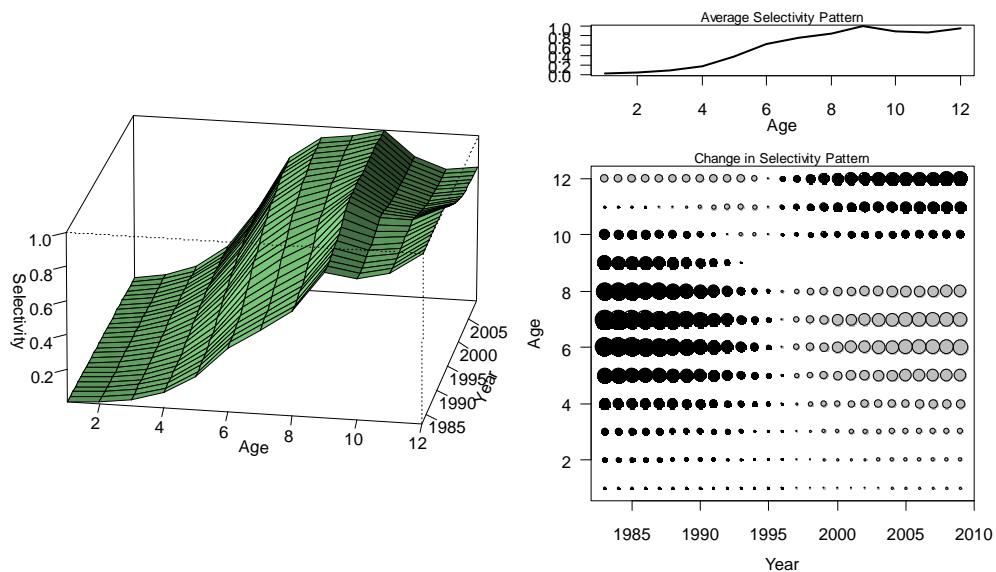 1.0
0.8
0.6
0.4
0.2
Selectivity
2 4 6 8 10 12
Age
1985
1990
1995
2000
2005
Year
Average Selectivity Pattern
1.0
0.8
0.6
0.4
0.2
0.0
2 4 6 8 10 12
Age
Change in Selectivity Pattern
12
10
8
6
4
2
Age
1985 1990 1995 2000 2005 2010
Year